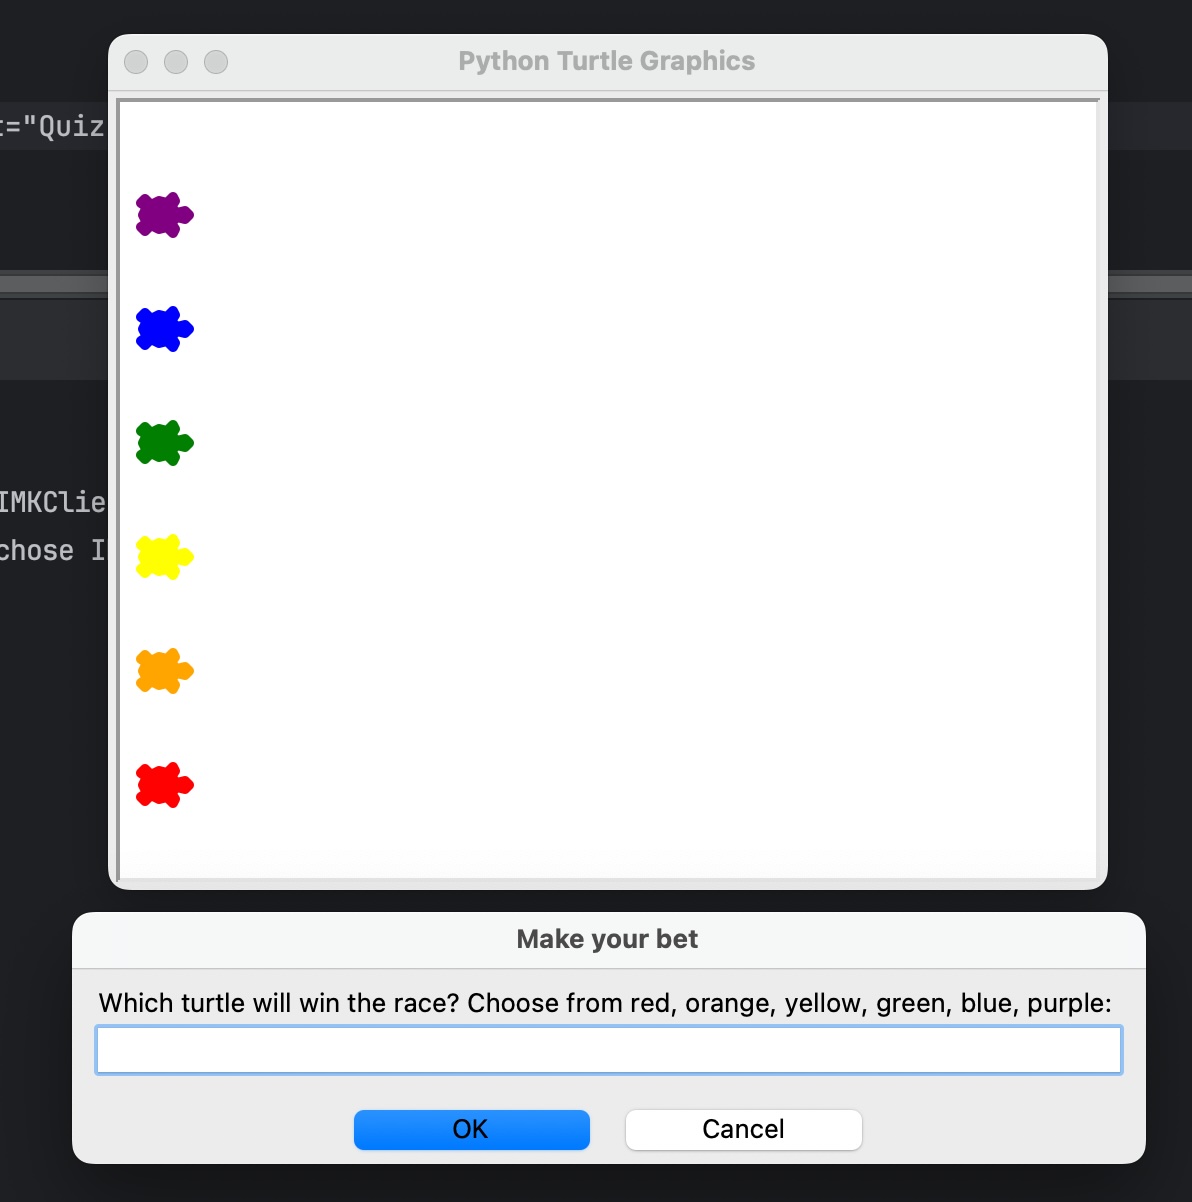 Python Turtle Graphics
="Quiz
IMKClie
chose I
Make your bet
Which turtle will win the race? Choose from red, orange, yellow, green, blue, purple:
OK
Cancel